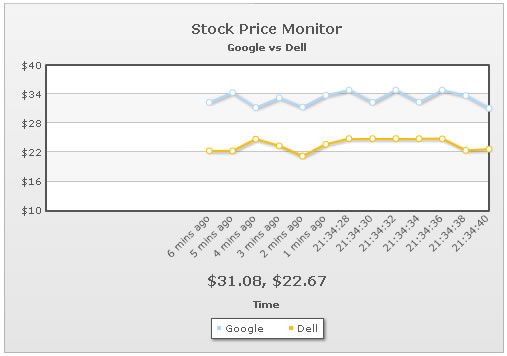 Stock Price Monitor
Google vs Dell
$40
$34
$28
$22
$16
$10
6 mins ago
5 mins ago
4 mins ago
3 mins ago
2 mins ago
1 mins ago
21:34:28
21:34:30
21:34:32
21:34:34
21:34:36
21:34:38
21:34:40
$31.08, $22.67
Time
Google Dell